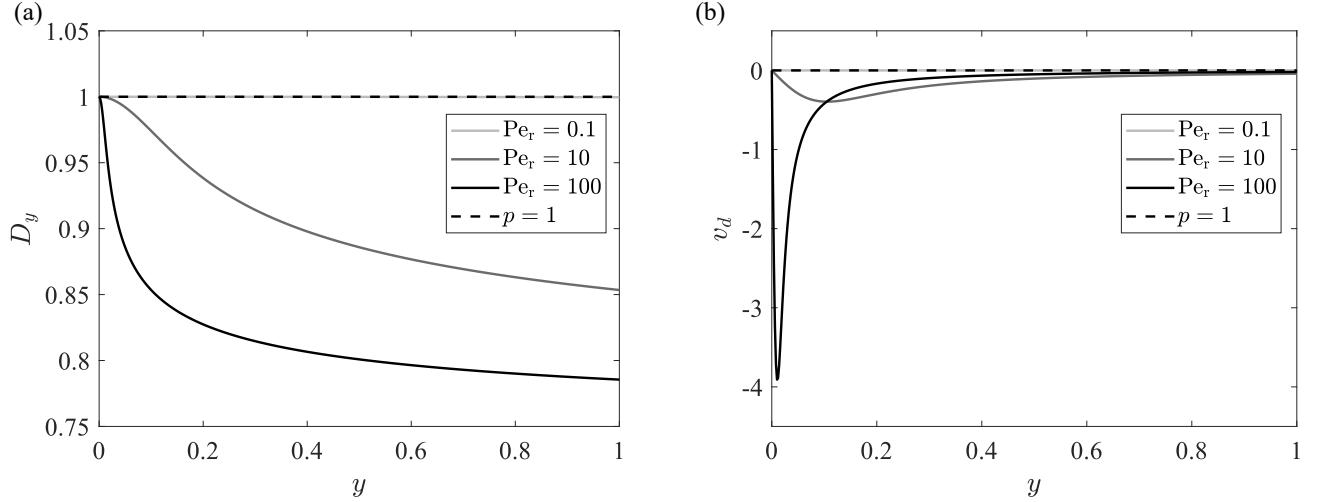 (a)
1.05
1
0.95
0.9
0.85
0.8
0.75
D_y
0
0.2
0.4
0.6
0.8
1
y
Pe_r = 0.1
Pe_r = 10
Pe_r = 100
p = 1
(b)
0
-1
-2
-3
-4
v_d
0
0.2
0.4
0.6
0.8
1
y
Pe_r = 0.1
Pe_r = 10
Pe_r = 100
p = 1